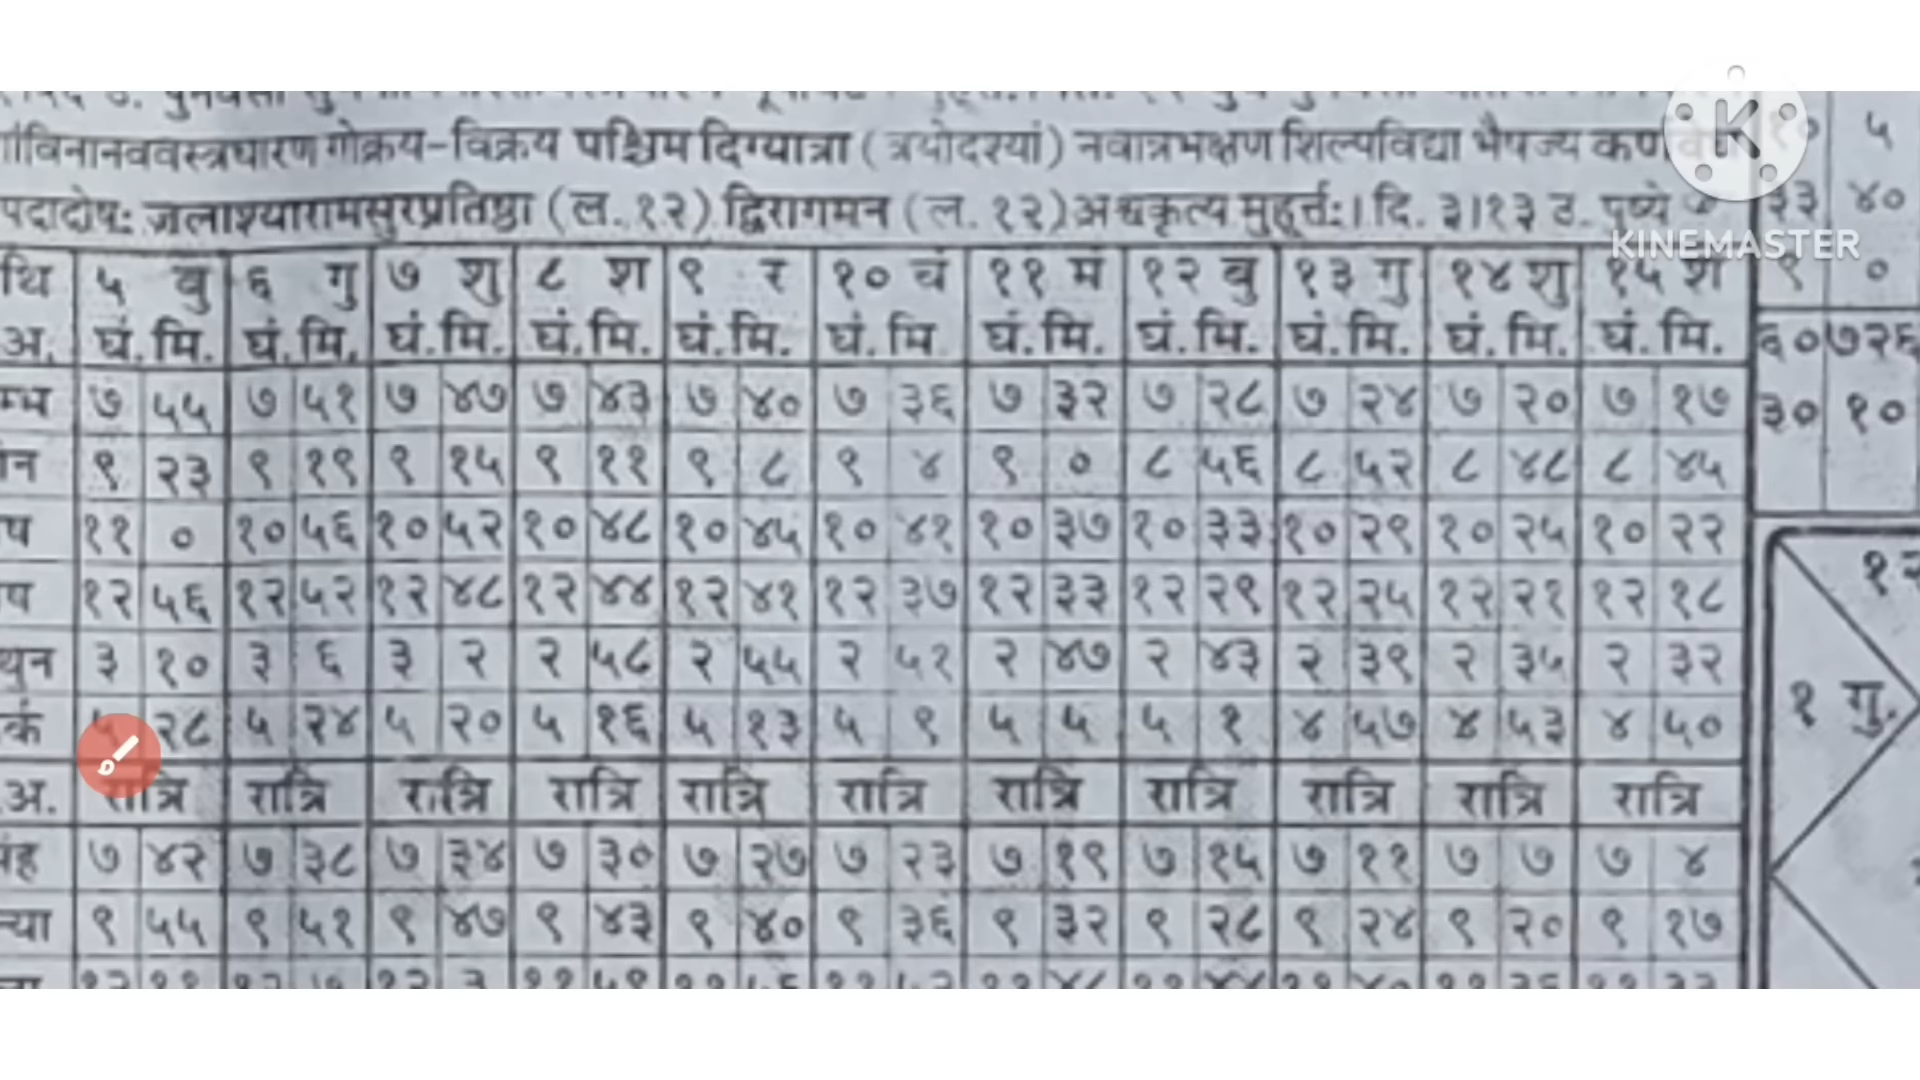 गोक्रय-विक्रय पश्चिम दिग्यात्रा (त्रयोदश्यां) नवान्नभक्षण शिल्पविद्या भैषज्य १० ५
जलाश्यारामसुरप्रतिष्ठा (ल. १२) द्विरागमन (ल. १२) अश्वकृत्य मुहूर्त्तः। दि. ३।१३ उ. पुष्ये ३३ ४०
KINEMASTER
थि ५ बु ६ गु ७ शु ८ श ९ र १० चं ११ मं १२ बु १३ गु १४ शु १५ श ९ ०
अ. घं. मि. घं. मि. घं. मि. घं. मि. घं. मि. घं. मि घं. मि. घं. मि. घं. मि. घं. मि. घं. मि. ६० ७२६
म्भ ७ ५५ ७ ५१ ७ ४७ ७ ४३ ७ ४० ७ ३६ ७ ३२ ७ २८ ७ २४ ७ २० ७ १७ ३० १०
न ९ २३ ९ १९ ९ १५ ९ ११ ९ ८ ९ ४ ९ ० ८ ५६ ८ ५२ ८ ४८ ८ ४५
ष ११ ० १० ५६ १० ५२ १० ४८ १० ४५ १० ४१ १० ३७ १० ३३ १० २९ १० २५ १० २२
ष १२ ५६ १२ ५२ १२ ४८ १२ ४४ १२ ४१ १२ ३७ १२ ३३ १२ २९ १२ २५ १२ २१ १२ १८
थुन ३ १० ३ ६ ३ २ २ ५८ २ ५५ २ ५१ २ ४७ २ ४३ २ ३९ २ ३५ २ ३२
कं ५ २८ ५ २४ ५ २० ५ १६ ५ १३ ५ ९ ५ ५ ५ १ ४ ५७ ४ ५३ ४ ५० १ गु.
अ. रात्रि रात्रि रात्रि रात्रि रात्रि रात्रि रात्रि रात्रि रात्रि रात्रि रात्रि
ंह ७ ४२ ७ ३८ ७ ३४ ७ ३० ७ २७ ७ २३ ७ १९ ७ १५ ७ ११ ७ ७ ७ ४
न्या ९ ५५ ९ ५१ ९ ४७ ९ ४३ ९ ४० ९ ३६ ९ ३२ ९ २८ ९ २४ ९ २० ९ १७